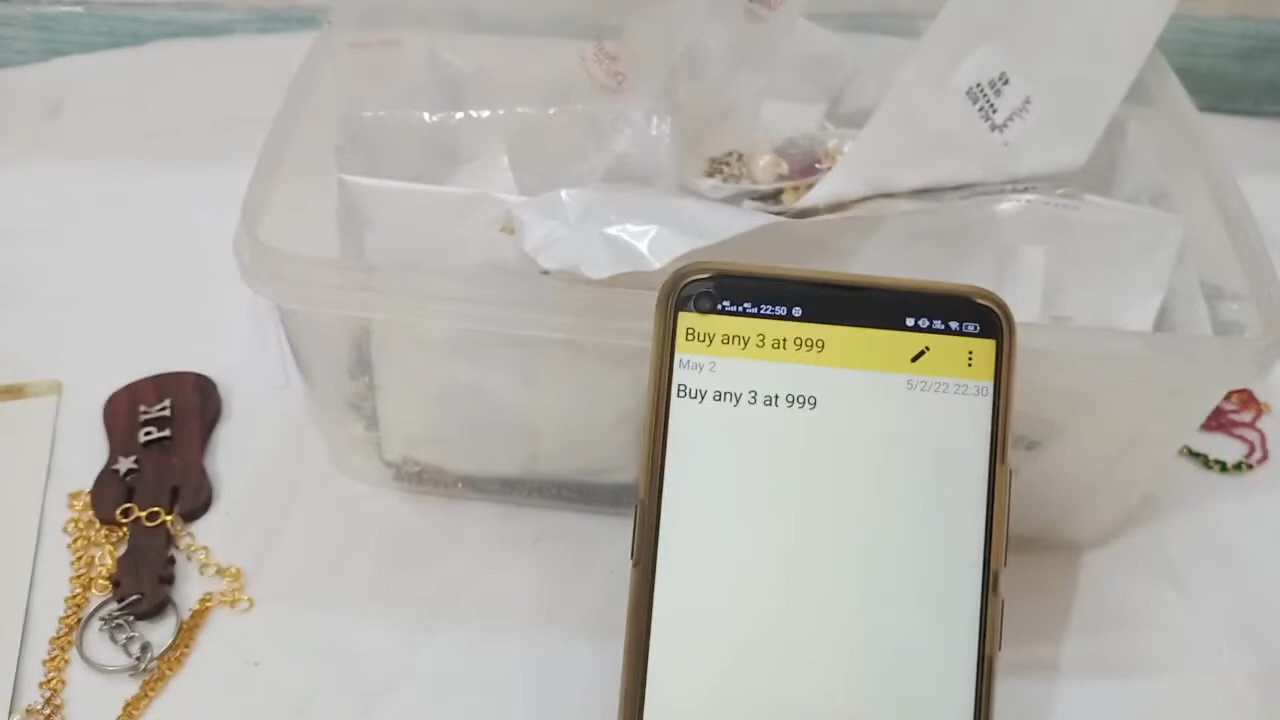 22:50
Buy any 3 at 999
May 2
5/2/22 22:30
Buy any 3 at 999
PK